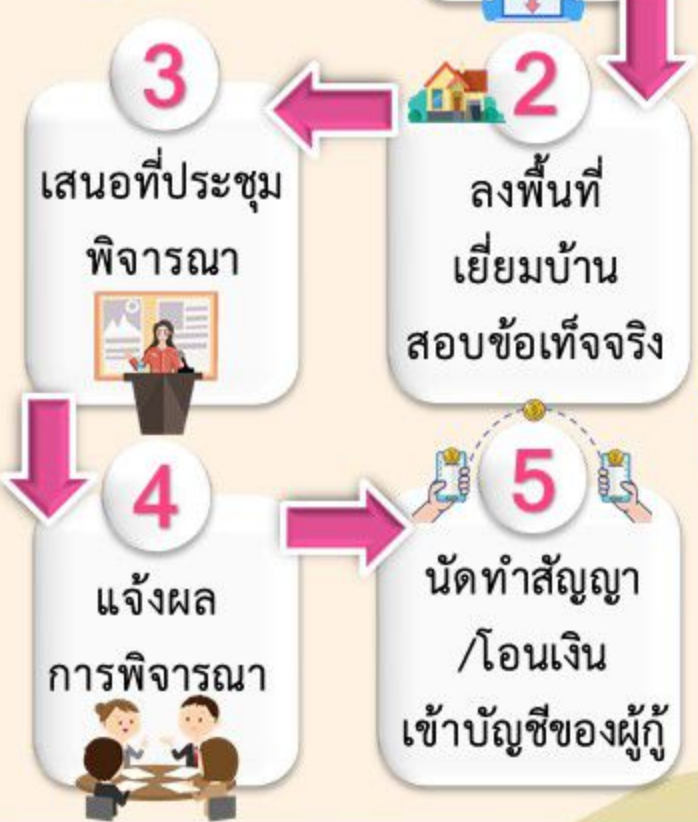 2
ลงพื้นที่
เยี่ยมบ้าน
สอบข้อเท็จจริง
3
เสนอที่ประชุม
พิจารณา
4
แจ้งผล
การพิจารณา
5
นัดทำสัญญา
/โอนเงิน
เข้าบัญชีของผู้กู้